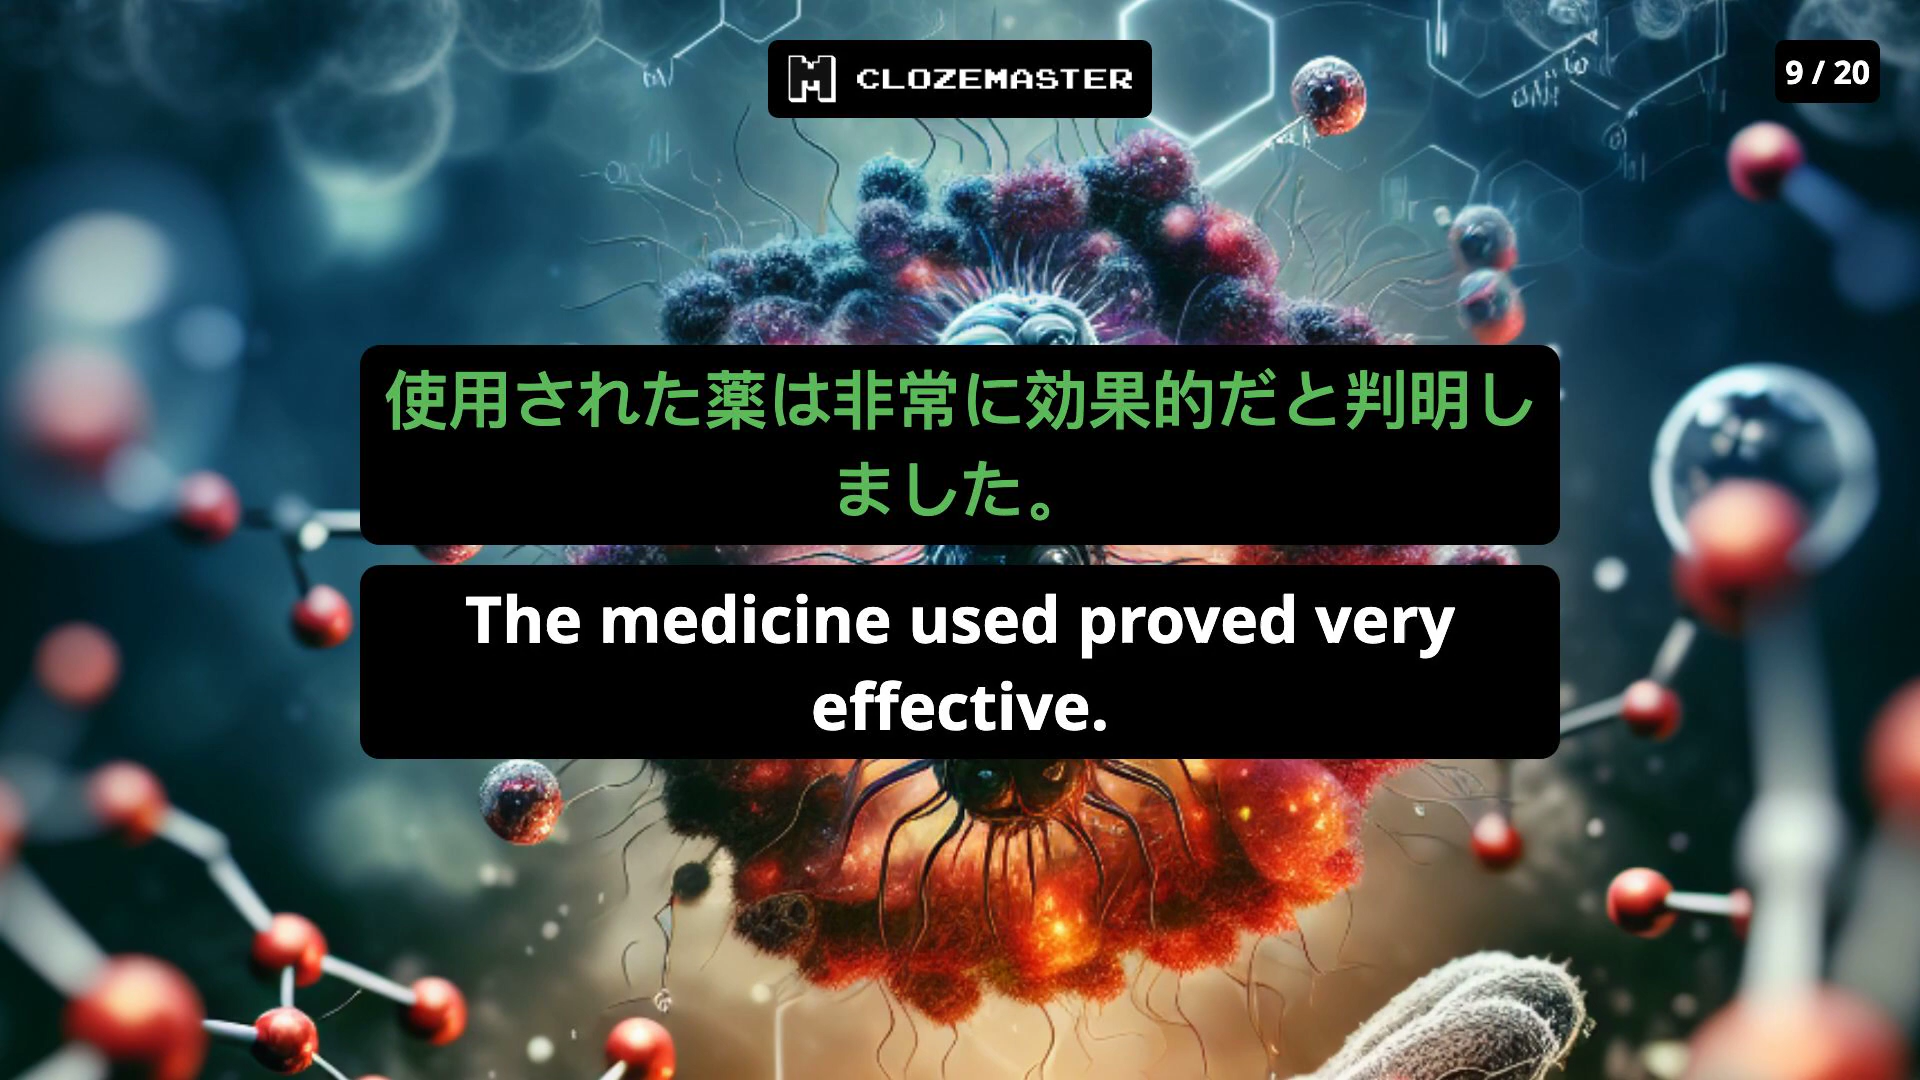 CLOZEMASTER
9 / 20
使用された薬は非常に効果的だと判明し
ました。
The medicine used proved very
effective.